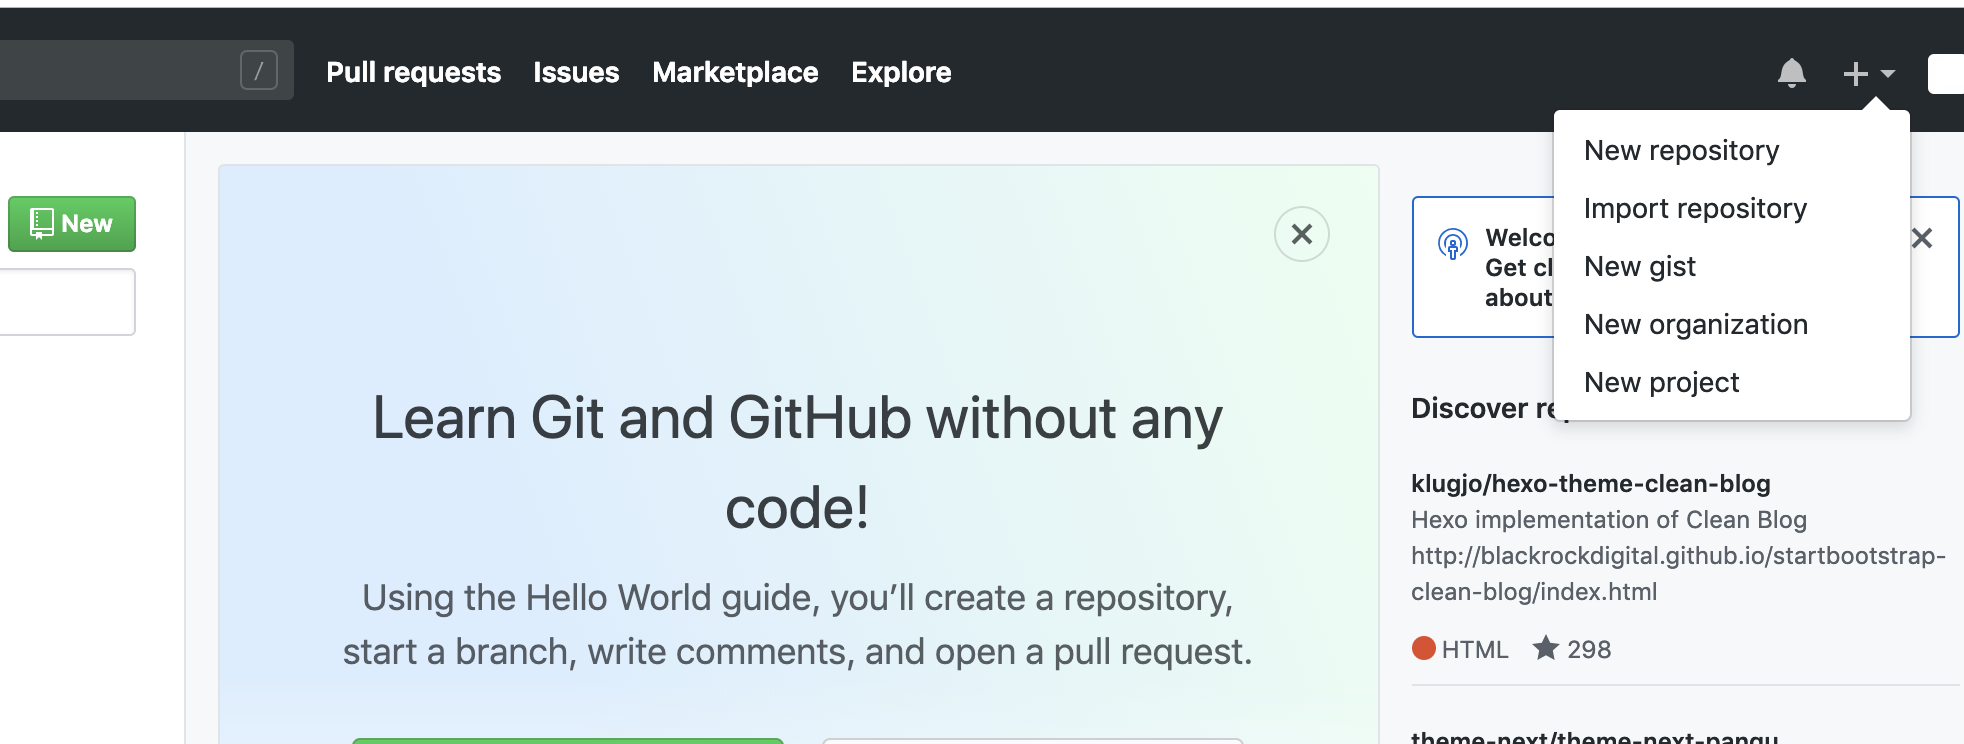 /
Pull requests
Issues
Marketplace
Explore
New repository
Import repository
New gist
New organization
New project
New
Learn Git and GitHub without any
code!
Using the Hello World guide, you’ll create a repository,
start a branch, write comments, and open a pull request.
Get
about
Discover
klugjo/hexo-theme-clean-blog
Hexo implementation of Clean Blog
http://blackrockdigital.github.io/startbootstrap-
clean-blog/index.html
HTML 298
theme-next/theme-next-pangu